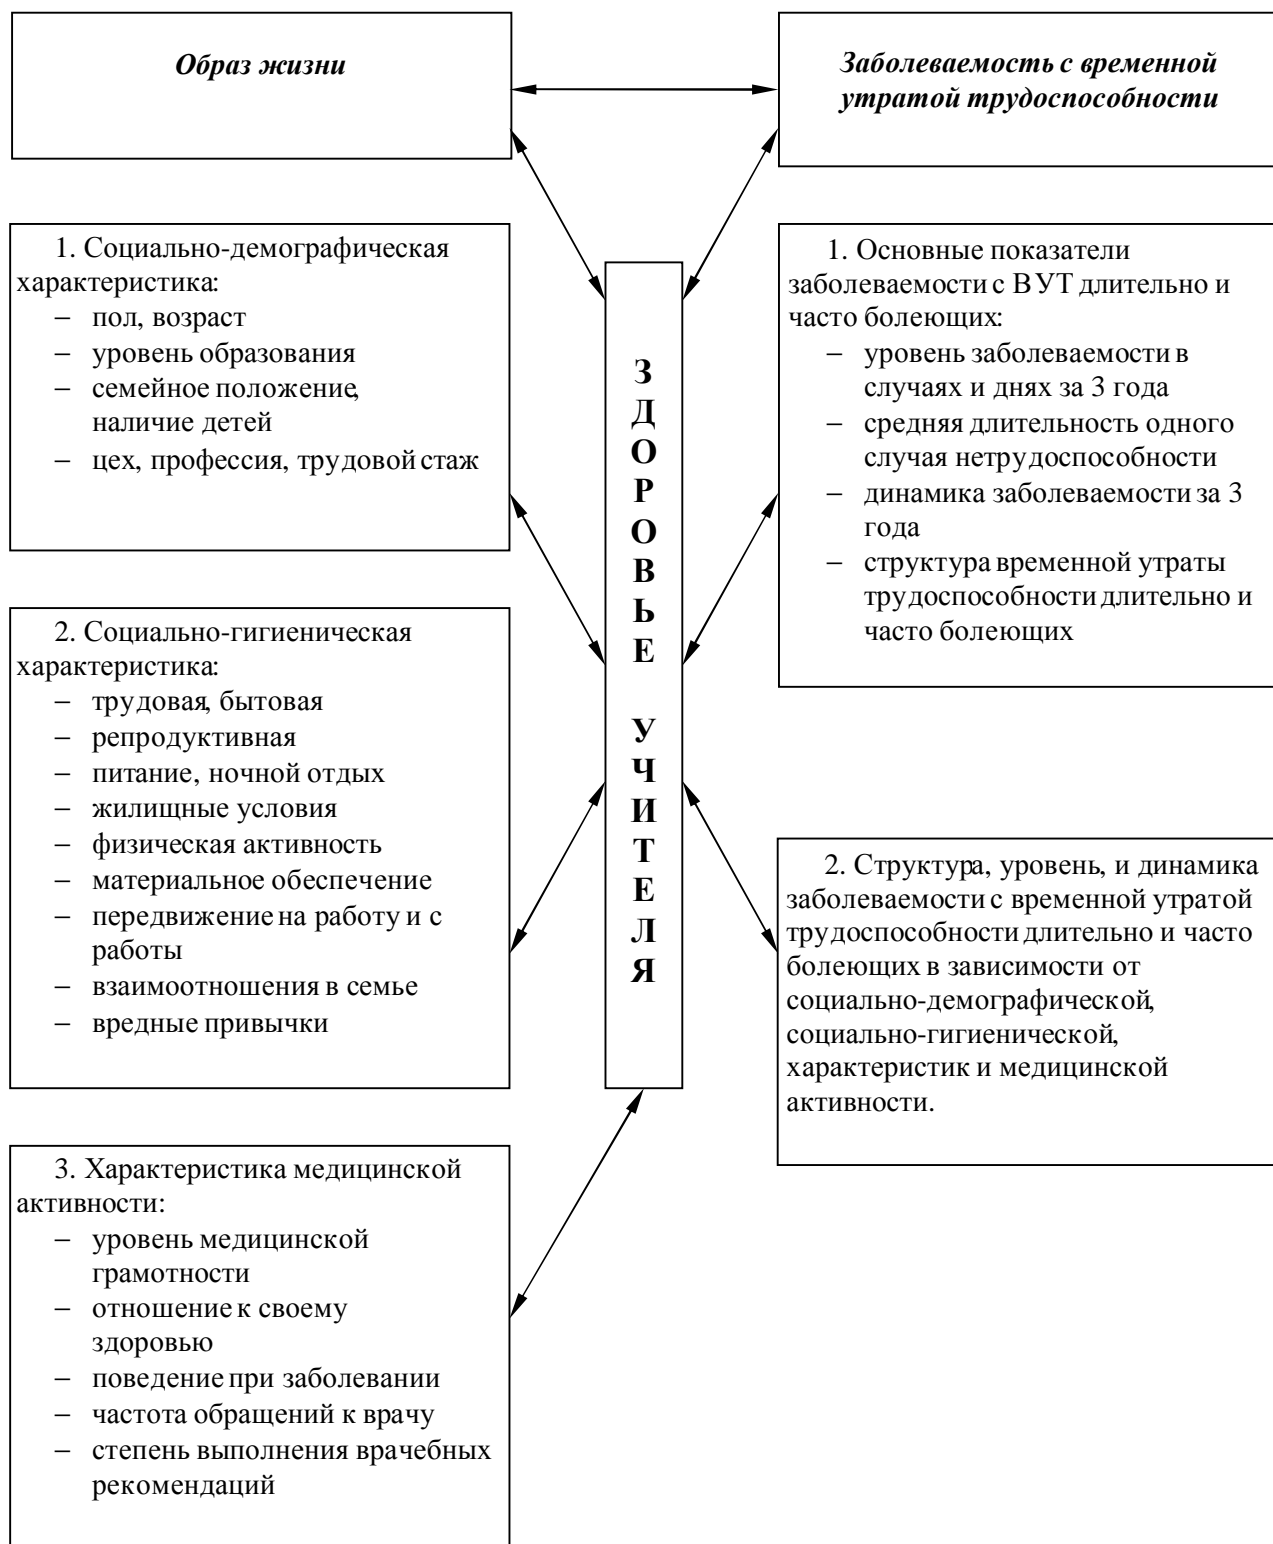 Образ жизни
Заболеваемость с временной
утратой трудоспособности
1. Социально-демографическая
характеристика:
– пол, возраст
– уровень образования
– семейное положение,
наличие детей
– цех, профессия, трудовой стаж
2. Социально-гигиеническая
характеристика:
– трудовая, бытовая
– репродуктивная
– питание, ночной отдых
– жилищные условия
– физическая активность
– материальное обеспечение
– передвижение на работу и с
работы
– взаимоотношения в семье
– вредные привычки
3. Характеристика медицинской
активности:
– уровень медицинской
грамотности
– отношение к своему
здоровью
– поведение при заболевании
– частота обращений к врачу
– степень выполнения врачебных
рекомендаций
ЗДОРОВЬЕ УЧИТЕЛЯ
1. Основные показатели
заболеваемости с ВУТ длительно и
часто болеющих:
– уровень заболеваемости в
случаях и днях за 3 года
– средняя длительность одного
случая нетрудоспособности
– динамика заболеваемости за 3
года
– структура временной утраты
трудоспособности длительно и
часто болеющих
2. Структура, уровень, и динамика
заболеваемости с временной утратой
трудоспособности длительно и часто
болеющих в зависимости от
социально-демографической,
социально-гигиенической,
характеристик и медицинской
активности.